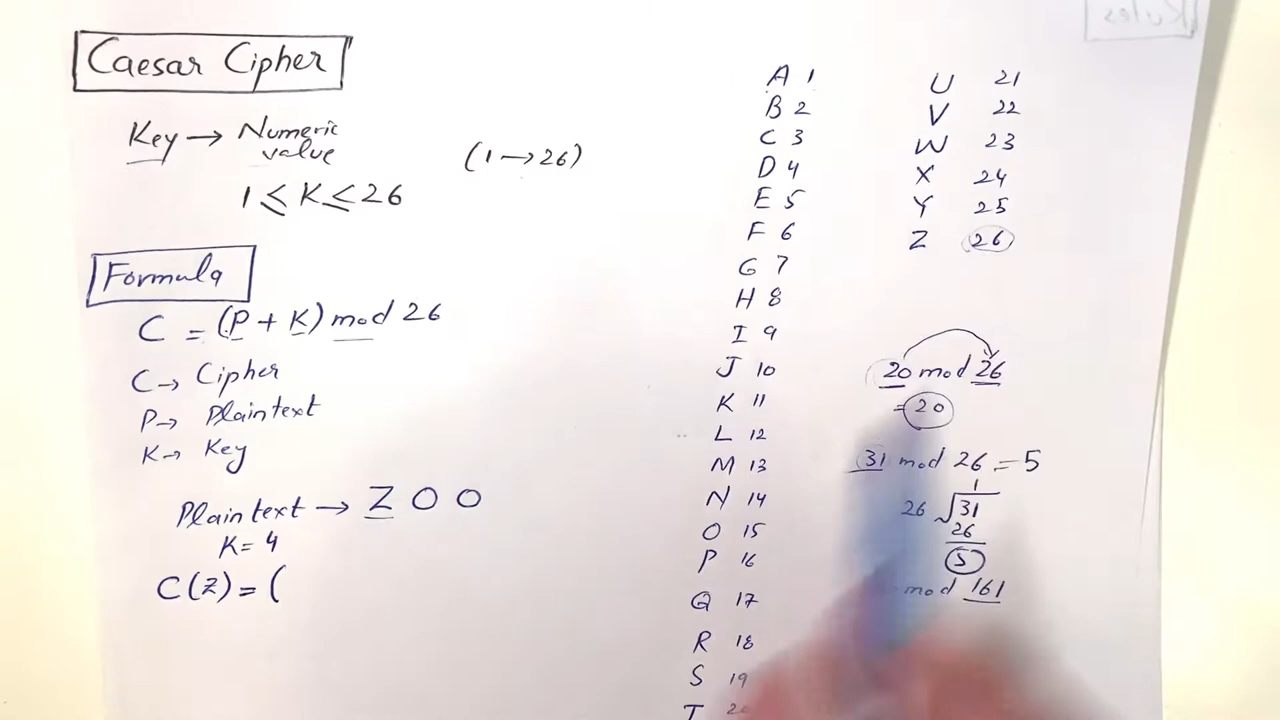 Caesar Cipher
Key → Numeric value
(1 → 26)
1 ≤ K ≤ 26
Formula
C = (P + K) mod 26
C → Cipher
P → Plaintext
K → Key
Plaintext → Z O O
K = 4
C(Z) = (
A 1
B 2
C 3
D 4
E 5
F 6
G 7
H 8
I 9
J 10
K 11
L 12
M 13
N 14
O 15
P 16
Q 17
R 18
S 19
T
U 21
V 22
W 23
X 24
Y 25
Z 26
20 mod 26
= 20
31 mod 26 = 5
1
26 √31
26
5
mod 161